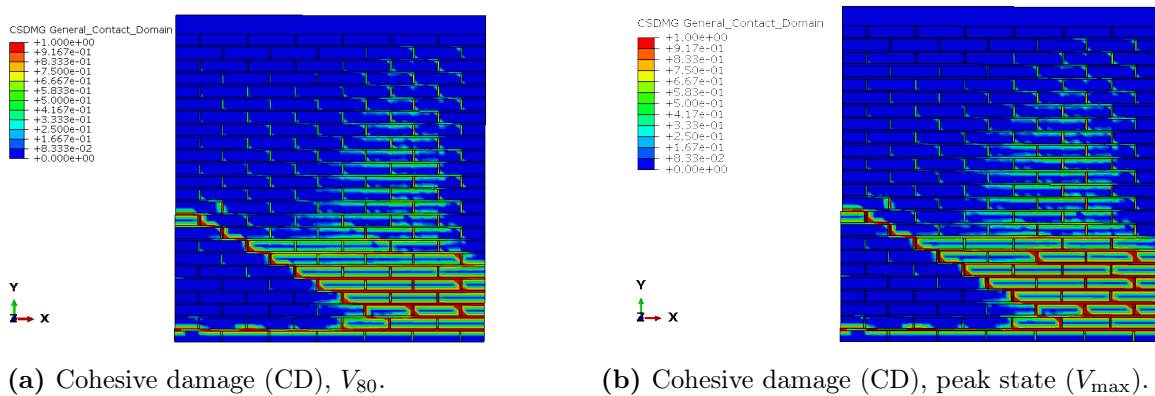 CSDMG General_Contact_Domain
+1.000e+00
+9.167e-01
+8.333e-01
+7.500e-01
+6.667e-01
+5.833e-01
+5.000e-01
+4.167e-01
+3.333e-01
+2.500e-01
+1.667e-01
+8.333e-02
+0.000e+00
Y
Z
X
(a) Cohesive damage (CD), V80.
CSDMG General_Contact_Domain
+1.00e+00
+9.17e-01
+8.33e-01
+7.50e-01
+6.67e-01
+5.83e-01
+5.00e-01
+4.17e-01
+3.33e-01
+2.50e-01
+1.67e-01
+8.33e-02
+0.00e+00
Y
Z
X
(b) Cohesive damage (CD), peak state (Vmax).